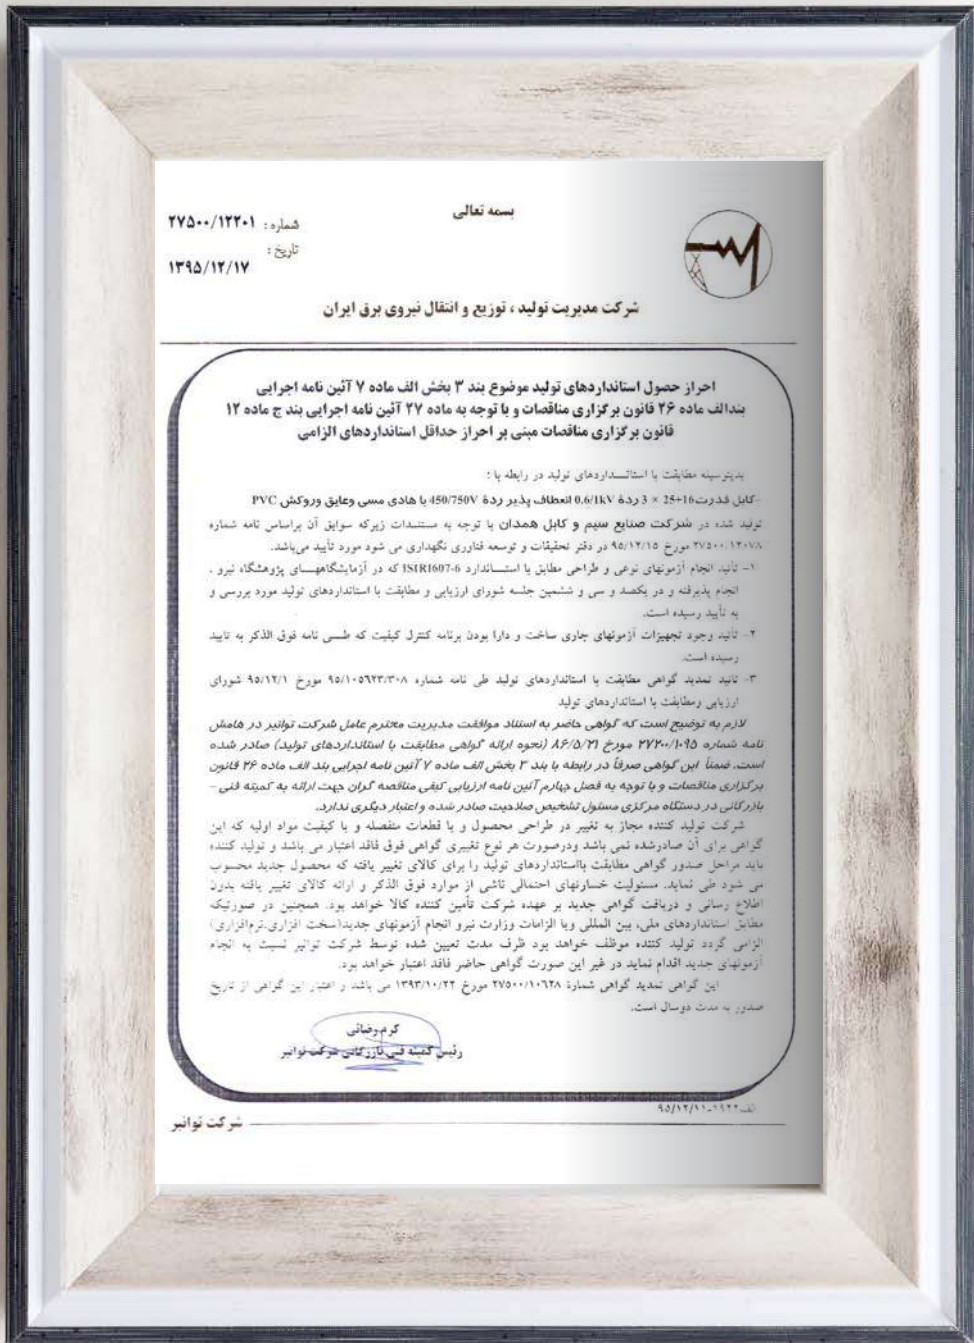 بسمه تعالی
شماره : ۲۷۵۰۰/۱۲۲۰۱
تاریخ :
۱۳۹۵/۱۲/۱۷
شرکت مدیریت تولید ، توزیع و انتقال نیروی برق ایران
احراز حصول استانداردهای تولید موضوع بند ۳ بخش الف ماده ۷ آئین نامه اجرایی
بندالف ماده ۲۶ قانون برگزاری مناقصات و با توجه به ماده ۲۷ آئین نامه اجرایی بند ج ماده ۱۲
قانون برگزاری مناقصات مبنی بر احراز حداقل استانداردهای الزامی
بدینوسیله مطابقت با استانداردهای تولید در رابطه با :
-کابل قدرت 16+25 × 3 ردۀ 0.6/1kV انعطاف پذیر ردۀ 450/750V با هادی مسی وعایق وروکش PVC
تولید شده در شرکت صنایع سیم و کابل همدان با توجه به مستندات زیرکه سوابق آن براساس نامه شماره
۲۷۵۰۰/۱۲۰۷۸ مورخ ۹۵/۱۲/۱۵ در دفتر تحقیقات و توسعه فناوری نگهداری می شود مورد تأیید میباشد.
۱- تأئید انجام آزمونهای نوعی و طراحی مطابق با استاندارد ISIRI607-6 که در آزمایشگاههای پژوهشگاه نیرو ،
انجام پذیرفته و در یکصد و سی و ششمین جلسه شورای ارزیابی و مطابقت با استانداردهای تولید مورد بررسی و
به تأیید رسیده است.
۲- تأئید وجود تجهیزات آزمونهای جاری ساخت و دارا بودن برنامه کنترل کیفیت که طی نامه فوق الذکر به تایید
رسیده است.
۳- تائید تمدید گواهی مطابقت با استانداردهای تولید طی نامه شماره ۹۵/۱۰۵۶۲۳/۳۰۸ مورخ ۹۵/۱۲/۱ شورای
ارزیابی ومطابقت با استانداردهای تولید
لازم به توضیح است که گواهی حاضر به استناد موافقت مدیریت محترم عامل شرکت توانیر در هامش
نامه شماره ۲۷۲۰۰/۱۰۹۵ مورخ ۸۶/۵/۲۱ (نحوه ارائه گواهی مطابقت با استانداردهای تولید) صادر شده
است. ضمناً این گواهی صرفاً در رابطه با بند ۳ بخش الف ماده ۷ آئین نامه اجرایی بند الف ماده ۲۶ قانون
برگزاری مناقصات و با توجه به فصل چهارم آئین نامه ارزیابی کیفی مناقصه گران جهت ارائه به کمیته فنی –
بازرگانی در دستگاه مرکزی مسئول تشخیص صلاحیت صادر شده و اعتبار دیگری ندارد.
شرکت تولید کننده مجاز به تغییر در طراحی محصول و یا قطعات منفصله و یا کیفیت مواد اولیه که این
گواهی برای آن صادرشده نمی باشد ودرصورت هر نوع تغییری گواهی فوق فاقد اعتبار می باشد و تولید کننده
باید مراحل صدور گواهی مطابقت بااستانداردهای تولید را برای کالای تغییر یافته که محصول جدید محسوب
می شود طی نماید. مسئولیت خسارتهای احتمالی ناشی از موارد فوق الذکر و ارائه کالای تغییر یافته بدون
اطلاع رسانی و دریافت گواهی جدید بر عهده شرکت تأمین کننده کالا خواهد بود. همچنین در صورتیکه
مطابق استانداردهای ملی، بین المللی ویا الزامات وزارت نیرو انجام آزمونهای جدید(سخت افزاری،نرم‌افزاری)
الزامی گردد تولید کننده موظف خواهد بود ظرف مدت تعیین شده توسط شرکت توانیر نسبت به انجام
آزمونهای جدید اقدام نماید در غیر این صورت گواهی حاضر فاقد اعتبار خواهد بود.
این گواهی تمدید گواهی شمارۀ ۲۷۵۰۰/۱۰۶۲۸ مورخ ۱۳۹۳/۱۰/۲۲ می باشد و اعتبار این گواهی از تاریخ
صدور به مدت دوسال است.
کرم رضائی
رئیس کمیته فنی بازرگانی شرکت توانیر
الف ۱۹۲۲-۹۵/۱۲/۱۱
شرکت توانیر